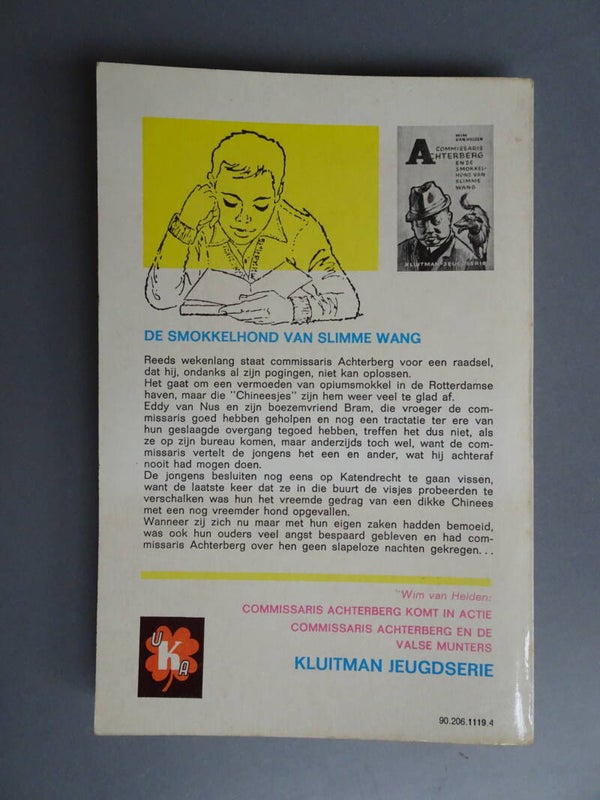 WIM
VAN HELDEN
COMMISSARIS
ACHTERBERG
EN DE
SMOKKEL-
HOND VAN
SLIMME
WANG
KLUITMAN-JEUGDSERIE
DE SMOKKELHOND VAN SLIMME WANG
Reeds wekenlang staat commissaris Achterberg voor een raadsel,
dat hij, ondanks al zijn pogingen, niet kan oplossen.
Het gaat om een vermoeden van opiumsmokkel in de Rotterdamse
haven, maar die "Chineesjes" zijn hem weer veel te glad af.
Eddy van Nus en zijn boezemvriend Bram, die vroeger de com-
missaris goed hebben geholpen en nog een tractatie ter ere van
hun geslaagde overgang tegoed hebben, treffen het dus niet, als
ze op zijn bureau komen, maar anderzijds toch wel, want de com-
missaris vertelt de jongens het een en ander, wat hij achteraf
nooit had mogen doen.
De jongens besluiten nog eens op Katendrecht te gaan vissen,
want de laatste keer dat ze in die buurt de visjes probeerden te
verschalken was hun het vreemde gedrag van een dikke Chinees
met een nog vreemder hond opgevallen.
Wanneer zij zich nu maar met hun eigen zaken hadden bemoeid,
was ook hun ouders veel angst bespaard gebleven en had com-
missaris Achterberg over hen geen slapeloze nachten gekregen...
Wim van Helden:
COMMISSARIS ACHTERBERG KOMT IN ACTIE
COMMISSARIS ACHTERBERG EN DE
VALSE MUNTERS
KLUITMAN JEUGDSERIE
UKA
90.206.1119.4